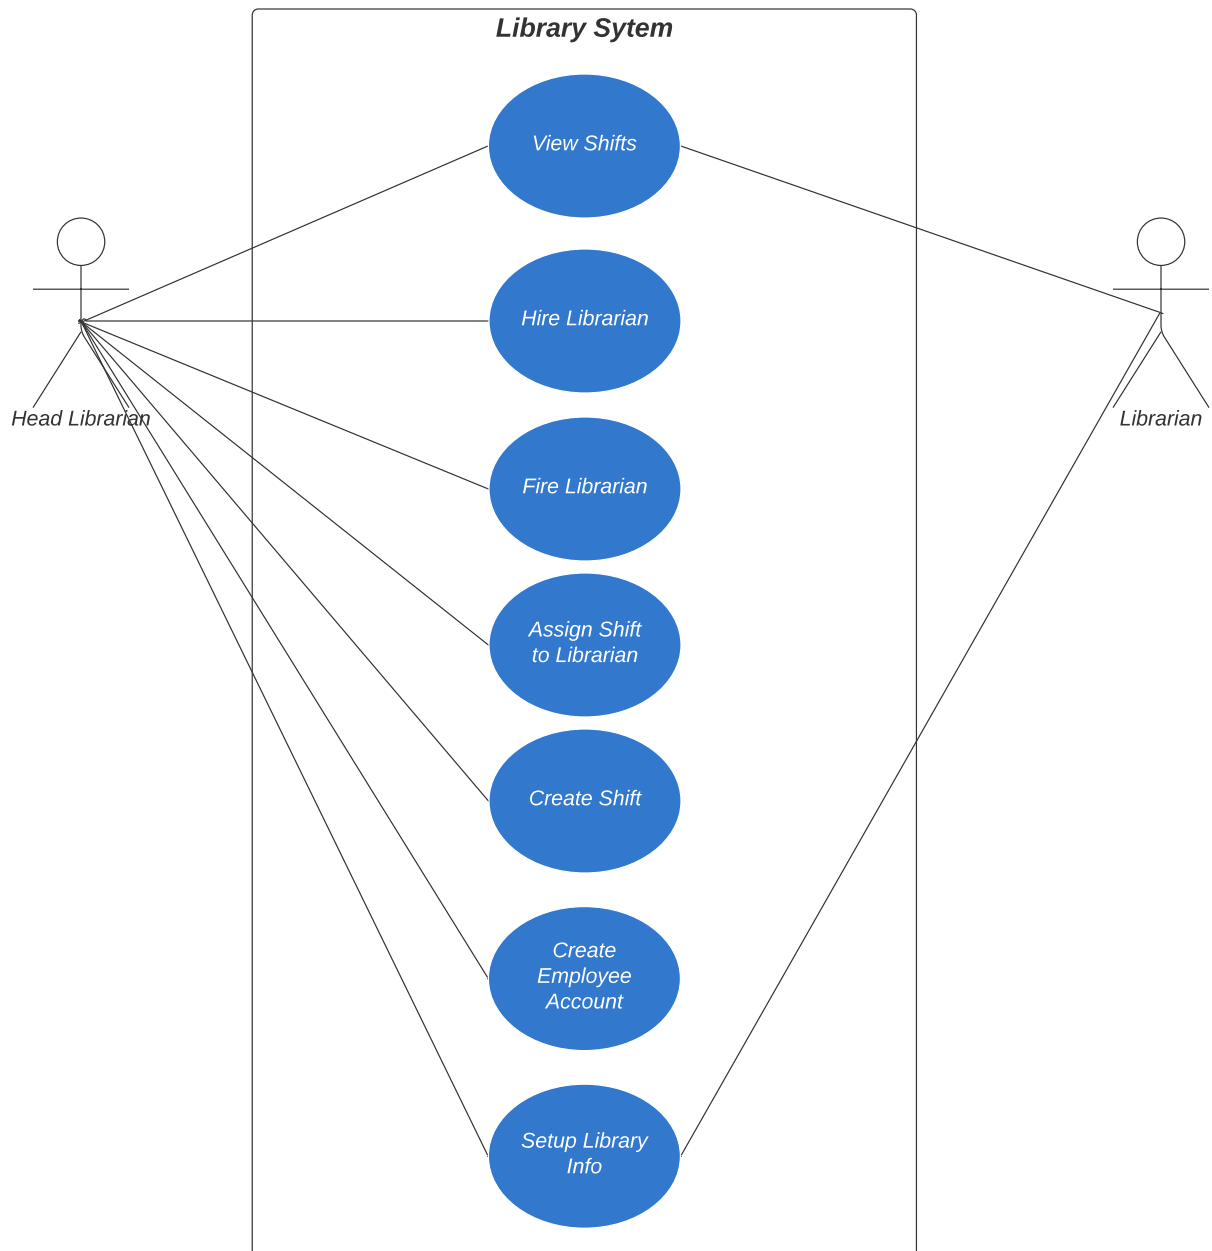 Library Sytem
View Shifts
Hire Librarian
Head Librarian
Librarian
Fire Librarian
Assign Shift
to Librarian
Create Shift
Create
Employee
Account
Setup Library
Info